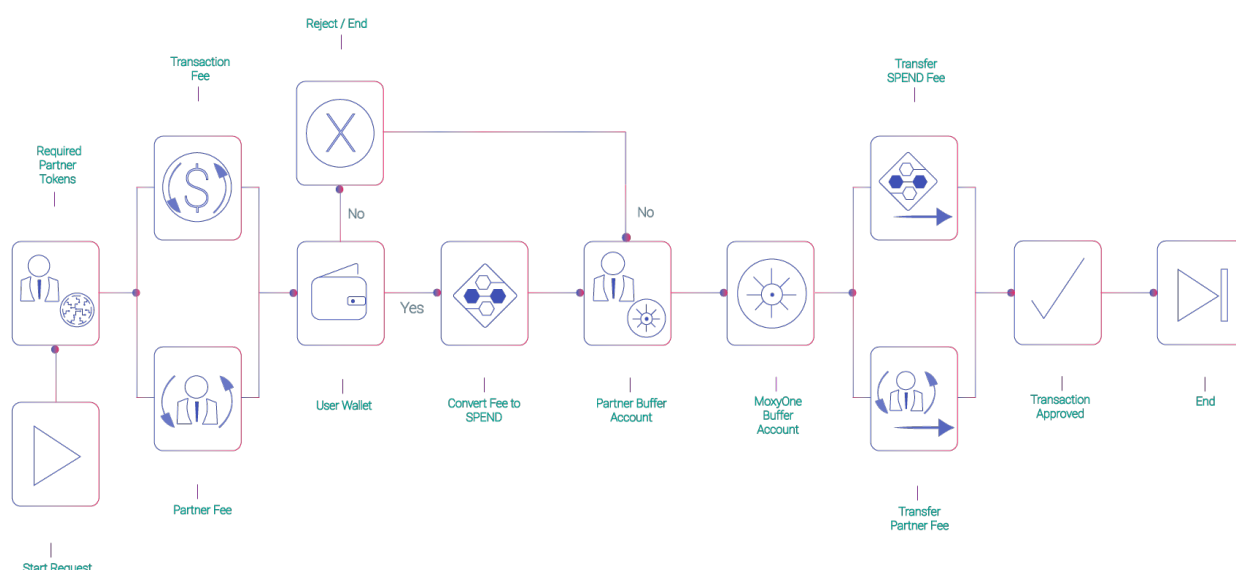 Reject / End
Transaction
Fee
Transfer
SPEND Fee
Required
Partner
Tokens
$
X
No
No
Yes
User Wallet
Convert Fee to
SPEND
Partner Buffer
Account
MoxyOne
Buffer
Account
Transaction
Approved
End
Partner Fee
Transfer
Partner Fee
Start Request